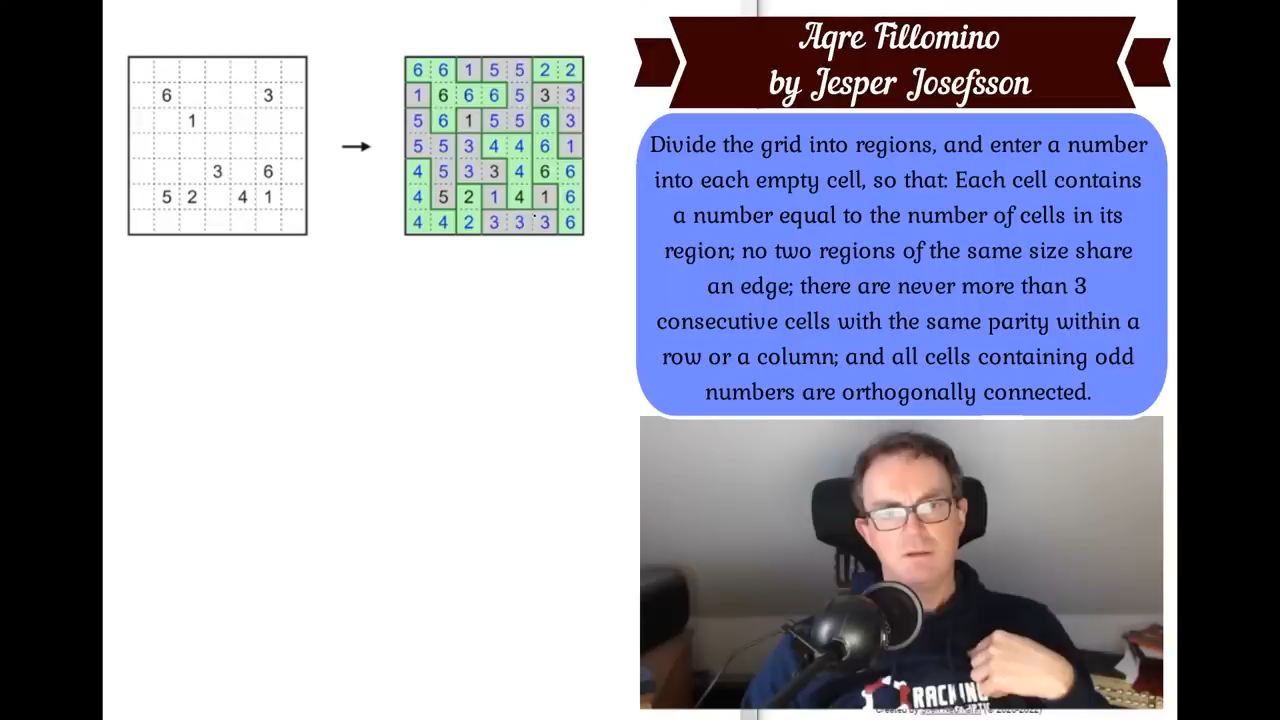 Aqre Fillomino
by Jesper Josefsson
Divide the grid into regions, and enter a number
into each empty cell, so that: Each cell contains
a number equal to the number of cells in its
region; no two regions of the same size share
an edge; there are never more than 3
consecutive cells with the same parity within a
row or a column; and all cells containing odd
numbers are orthogonally connected.
6 3
1
3 6
5 2 4 1
6 6 1 5 5 2 2
1 6 6 6 5 3 3
5 6 1 5 5 6 3
5 5 3 4 4 6 1
4 5 3 3 4 6 6
4 5 2 1 4 1 6
4 4 2 3 3 3 6
RACKING